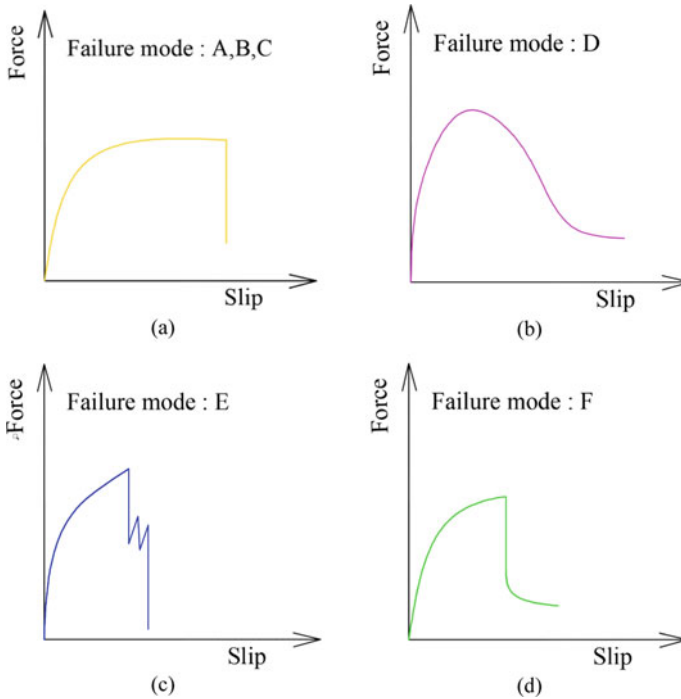 Force
Failure mode : A,B,C
Slip
(a)
Force
Failure mode : D
Slip
(b)
Force
Failure mode : E
Slip
(c)
Force
Failure mode : F
Slip
(d)